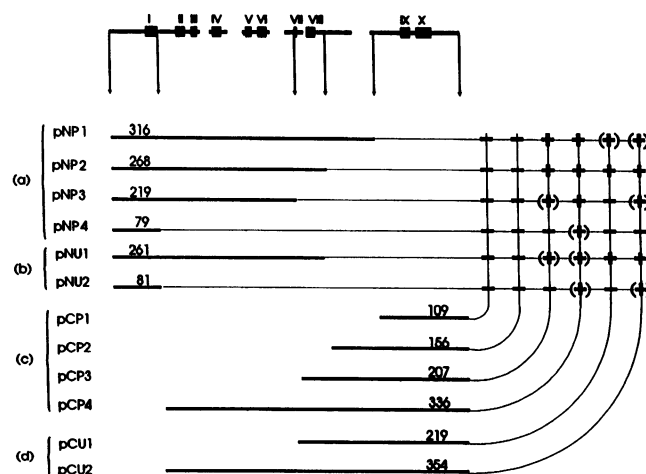 I II III IV V VI VII VIII IX X
pNP1 316
pNP2 268
(a)
pNP3 219
pNP4 79
pNU1 261
(b)
pNU2 81
pCP1 109
pCP2 156
(c)
pCP3 207
pCP4 336
pCU1 219
(d)
pCU2 354